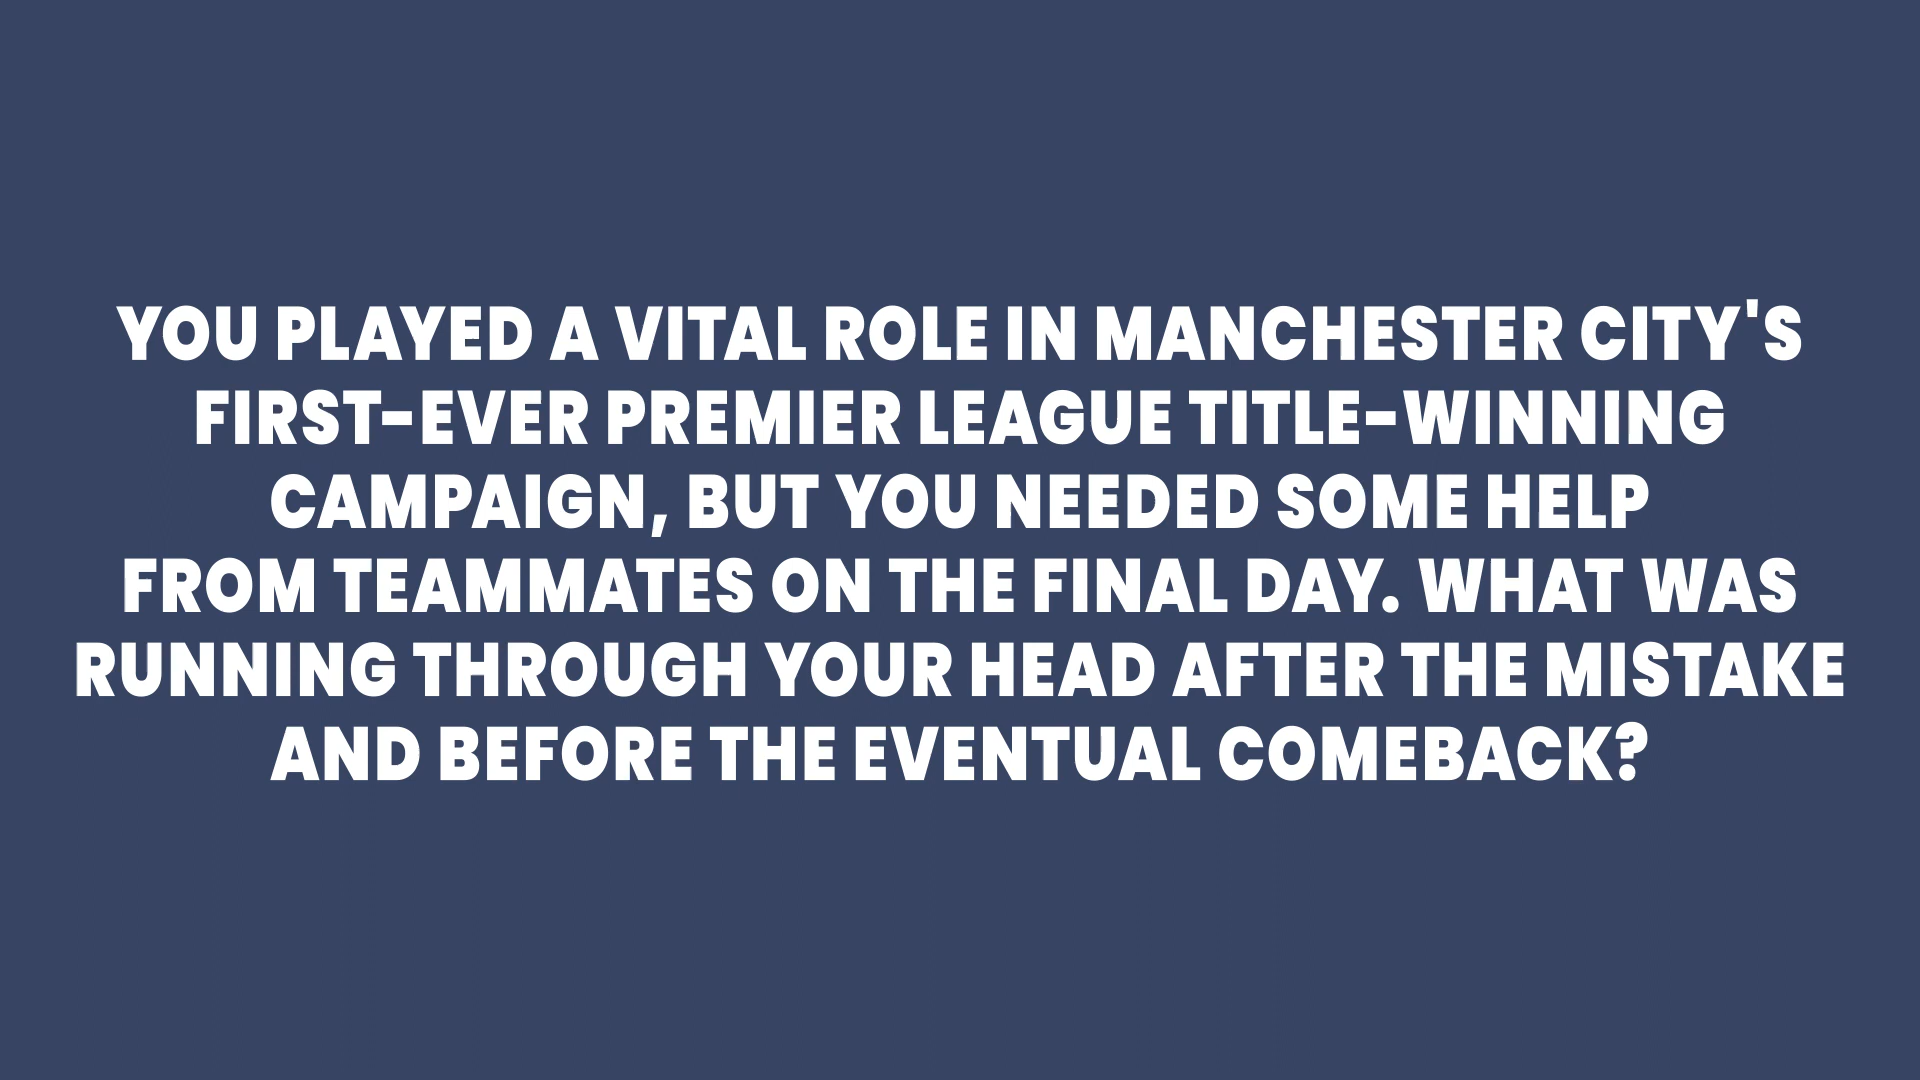 YOU PLAYED A VITAL ROLE IN MANCHESTER CITY'S
FIRST-EVER PREMIER LEAGUE TITLE-WINNING
CAMPAIGN, BUT YOU NEEDED SOME HELP
FROM TEAMMATES ON THE FINAL DAY. WHAT WAS
RUNNING THROUGH YOUR HEAD AFTER THE MISTAKE
AND BEFORE THE EVENTUAL COMEBACK?